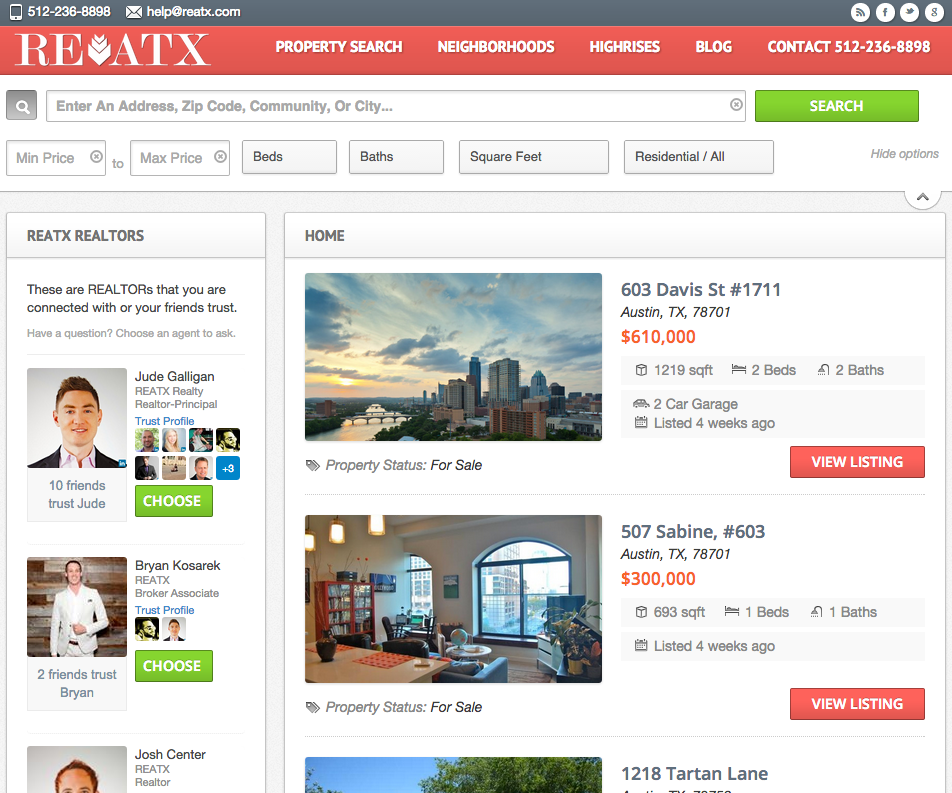 512-236-8898 help@reatx.com
REATX
PROPERTY SEARCH NEIGHBORHOODS HIGHRISES BLOG CONTACT 512-236-8898
Enter An Address, Zip Code, Community, Or City...
SEARCH
Min Price to Max Price Beds Baths Square Feet Residential / All Hide options
REATX REALTORS
These are REALTORs that you are
connected with or your friends trust.
Have a question? Choose an agent to ask.
Jude Galligan
REATX Realty
Realtor-Principal
Trust Profile
+3
10 friends
trust Jude
CHOOSE
Bryan Kosarek
REATX
Broker Associate
Trust Profile
2 friends trust
Bryan
CHOOSE
Josh Center
REATX
Realtor
HOME
603 Davis St #1711
Austin, TX, 78701
$610,000
1219 sqft 2 Beds 2 Baths
2 Car Garage
Listed 4 weeks ago
Property Status: For Sale
VIEW LISTING
507 Sabine, #603
Austin, TX, 78701
$300,000
693 sqft 1 Beds 1 Baths
Listed 4 weeks ago
Property Status: For Sale
VIEW LISTING
1218 Tartan Lane